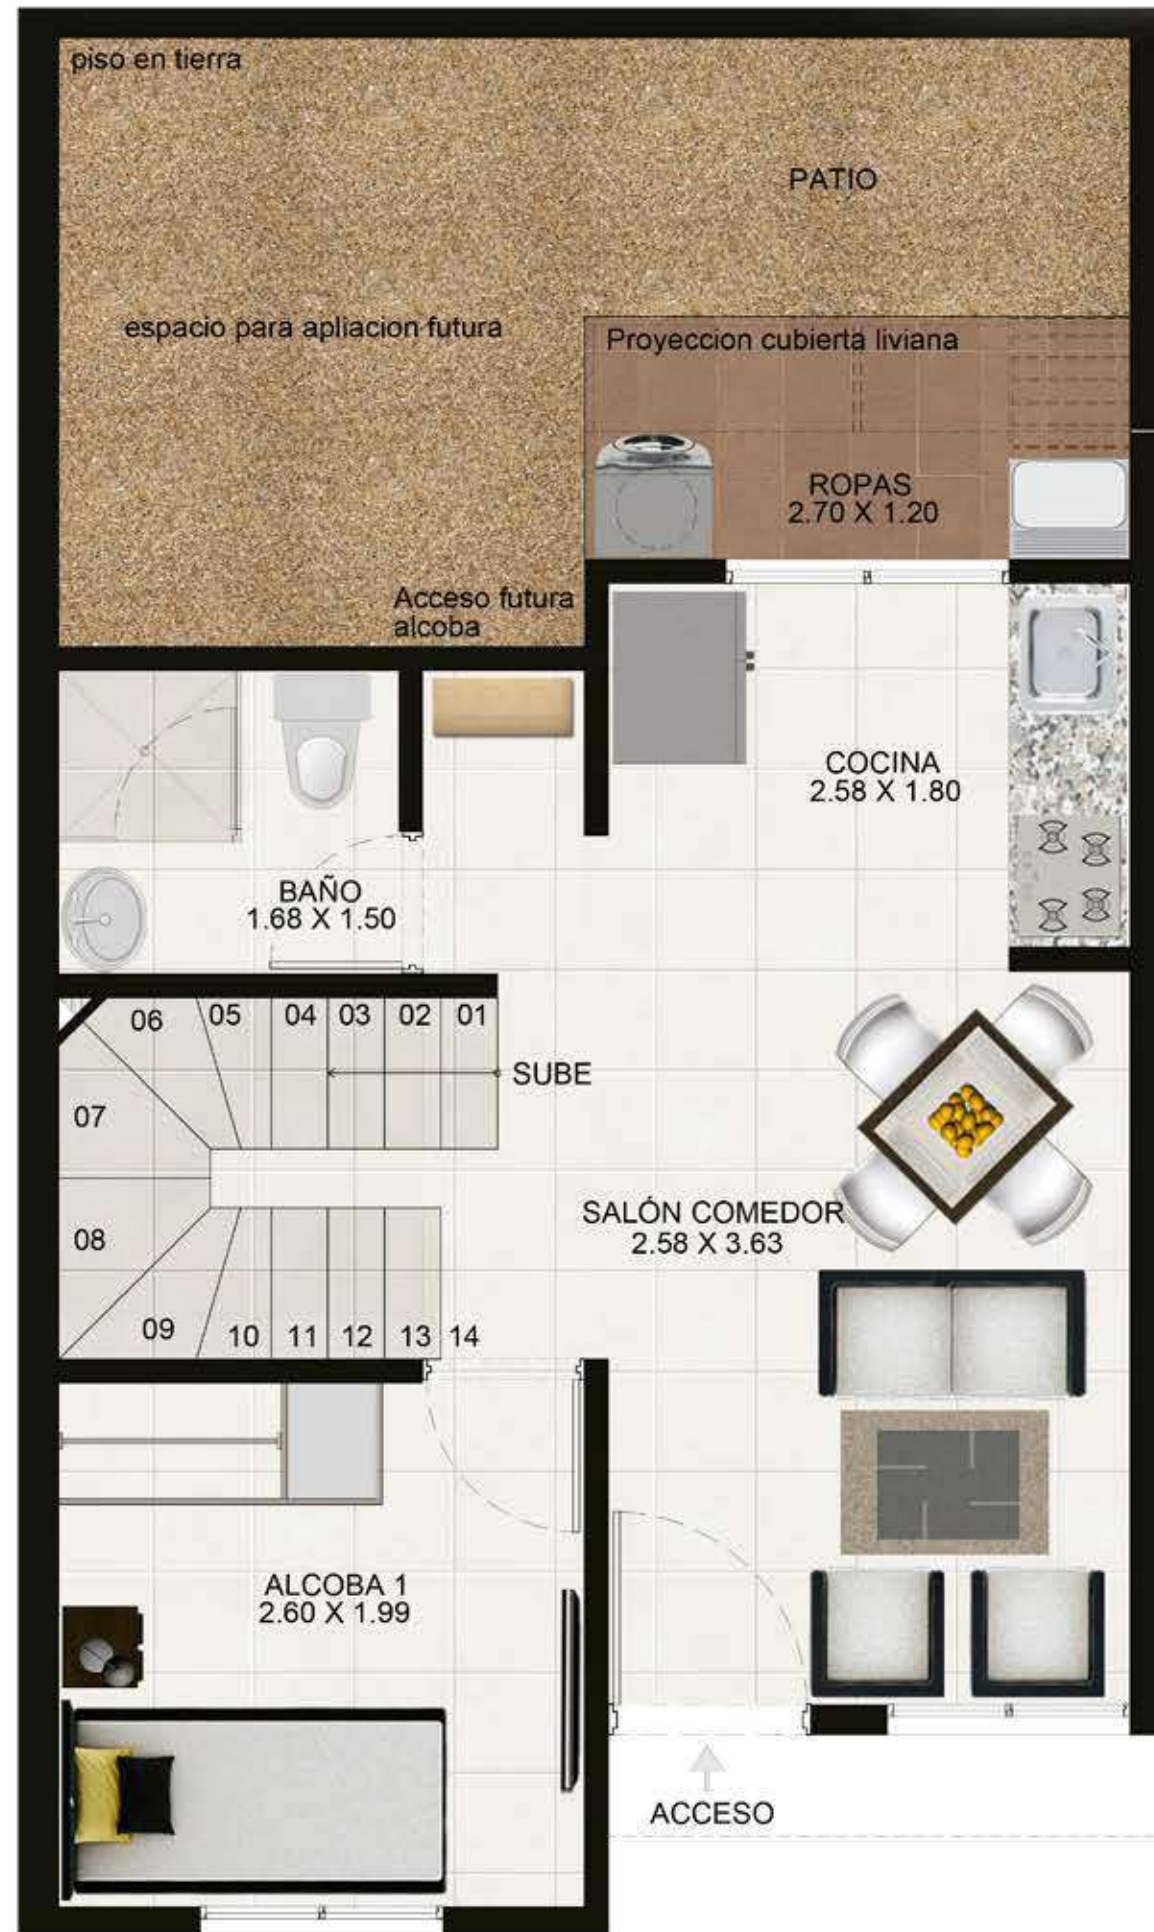 piso en tierra
PATIO
espacio para apliacion futura
Proyeccion cubierta liviana
ROPAS
2.70 X 1.20
Acceso futura
alcoba
COCINA
2.58 X 1.80
BAÑO
1.68 X 1.50
06 05 04 03 02 01
SUBE
07
SALÓN COMEDOR
2.58 X 3.63
08
09 10 11 12 13 14
ALCOBA 1
2.60 X 1.99
ACCESO